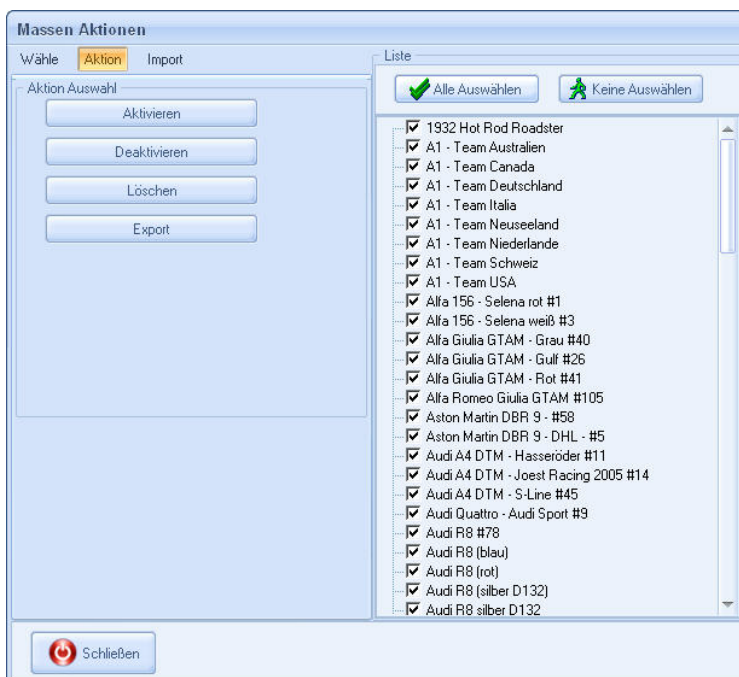 Massen Aktionen
Wähle Aktion Import
Aktion Auswahl
Aktivieren
Deaktivieren
Löschen
Export
Liste
Alle Auswählen Keine Auswählen
1932 Hot Rod Roadster
A1 - Team Australien
A1 - Team Canada
A1 - Team Deutschland
A1 - Team Italia
A1 - Team Neuseeland
A1 - Team Niederlande
A1 - Team Schweiz
A1 - Team USA
Alfa 156 - Selena rot #1
Alfa 156 - Selena weiß #3
Alfa Giulia GTAM - Grau #40
Alfa Giulia GTAM - Gulf #26
Alfa Giulia GTAM - Rot #41
Alfa Romeo Giulia GTAM #105
Aston Martin DBR 9 - #58
Aston Martin DBR 9 - DHL - #5
Audi A4 DTM - Hasseröder #11
Audi A4 DTM - Joest Racing 2005 #14
Audi A4 DTM - S-Line #45
Audi Quattro - Audi Sport #9
Audi R8 #78
Audi R8 (blau)
Audi R8 (rot)
Audi R8 (silber D132)
Audi R8 silber D132
Schließen